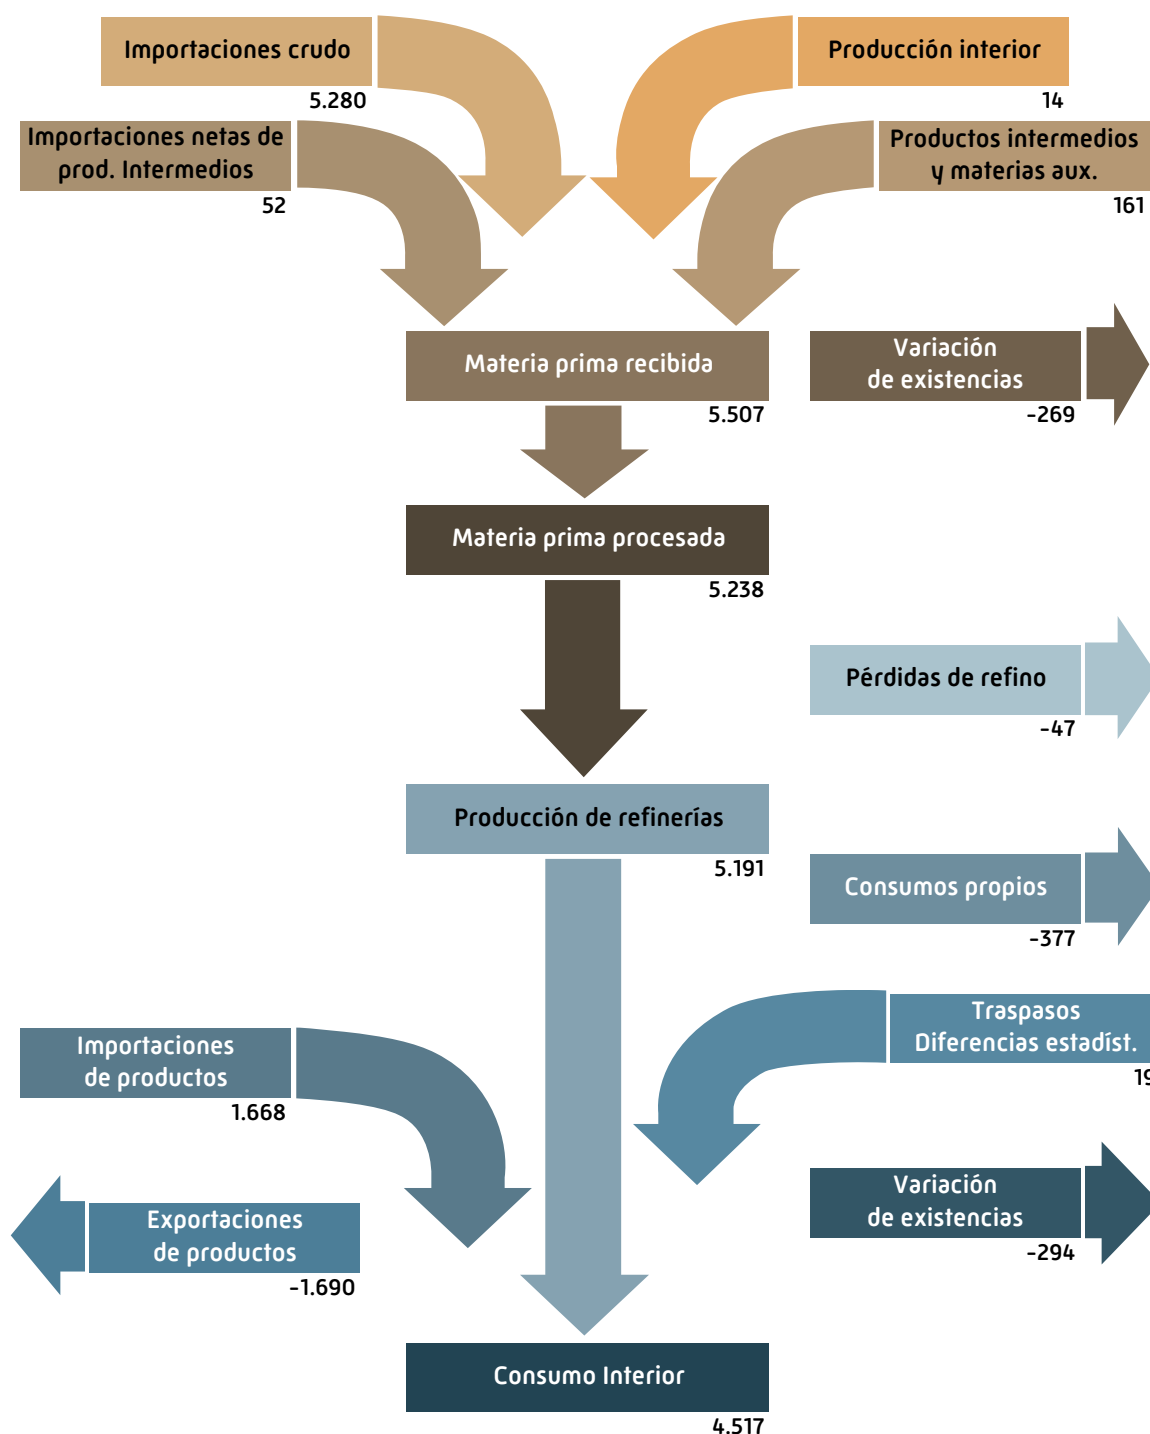 Importaciones crudo
5.280
Producción interior
14
Importaciones netas de
prod. Intermedios
52
Productos intermedios
y materias aux.
161
Materia prima recibida
5.507
Variación
de existencias
-269
Materia prima procesada
5.238
Pérdidas de refino
-47
Producción de refinerías
5.191
Consumos propios
-377
Traspasos
Diferencias estadíst.
19
Importaciones
de productos
1.668
Variación
de existencias
-294
Exportaciones
de productos
-1.690
Consumo Interior
4.517